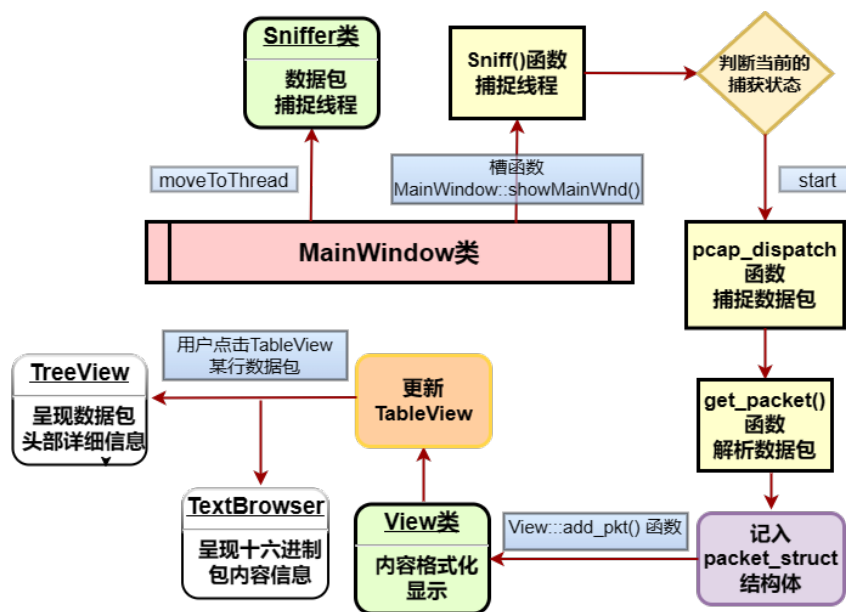 Sniffer类
数据包
捕捉线程
Sniff()函数
捕捉线程
判断当前的
捕获状态
moveToThread
槽函数
MainWindow::showMainWnd()
start
MainWindow类
pcap_dispatch
函数
捕捉数据包
用户点击TableView
某行数据包
TreeView
呈现数据包
头部详细信息
更新
TableView
get_packet()
函数
解析数据包
TextBrowser
呈现十六进制
包内容信息
View类
内容格式化
显示
View:::add_pkt() 函数
记入
packet_struct
结构体